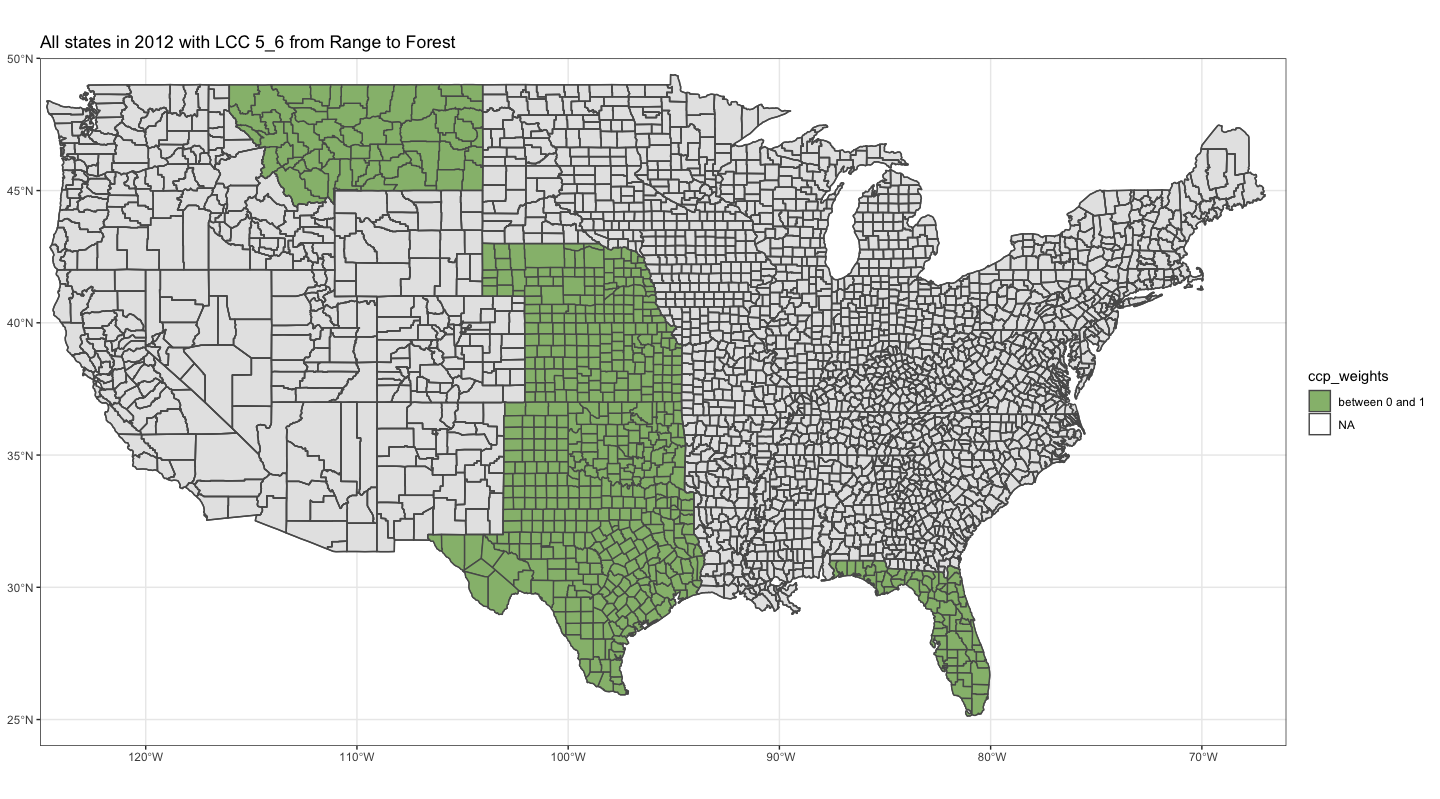 All states in 2012 with LCC 5_6 from Range to Forest
50°N
45°N
40°N
35°N
30°N
25°N
120°W
110°W
100°W
90°W
80°W
70°W
ccp_weights
between 0 and 1
NA